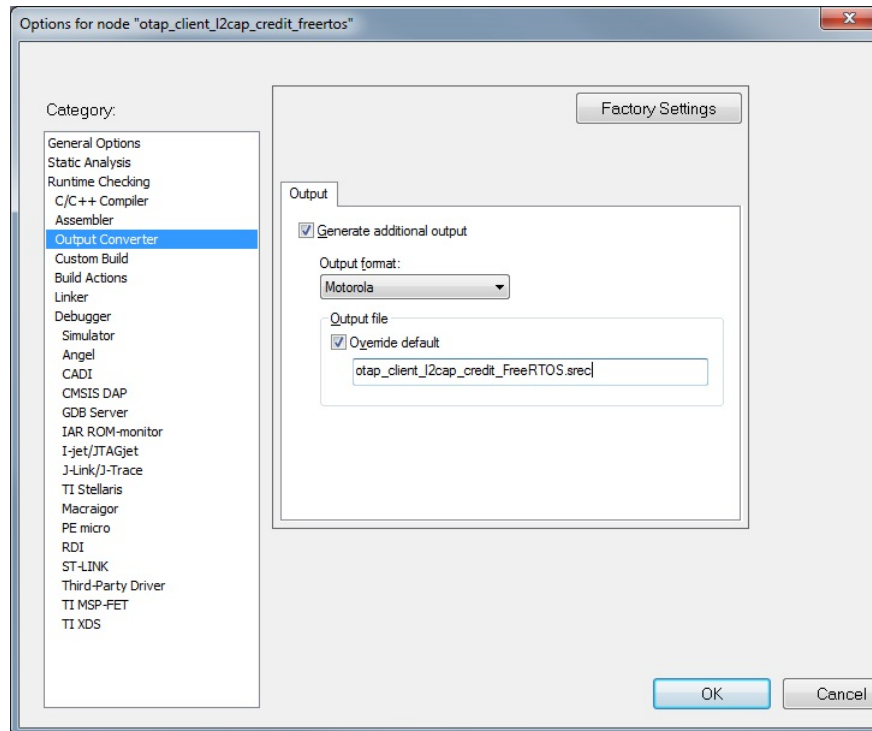 Options for node "otap_client_l2cap_credit_freertos"
X
Category:
Factory Settings
General Options
Static Analysis
Runtime Checking
C/C++ Compiler
Assembler
Output Converter
Custom Build
Build Actions
Linker
Debugger
Simulator
Angel
CADI
CMSIS DAP
GDB Server
IAR ROM-monitor
I-jet/JTAGjet
J-Link/J-Trace
TI Stellaris
Macraigor
PE micro
RDI
ST-LINK
Third-Party Driver
TI MSP-FET
TI XDS
Output
Generate additional output
Output format:
Motorola
Output file
Override default
otap_client_l2cap_credit_FreeRTOS.srec
OK
Cancel